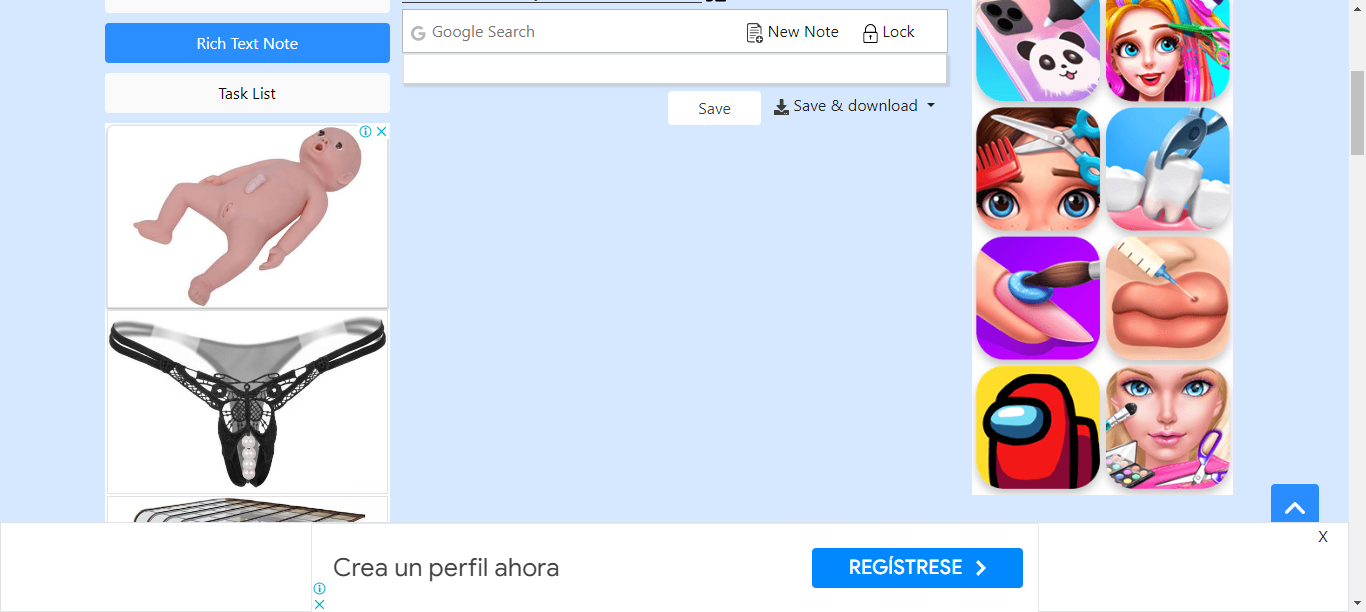 Rich Text Note
Task List
Google Search
New Note
Lock
Save
Save & download
Crea un perfil ahora
REGÍSTRESE
X